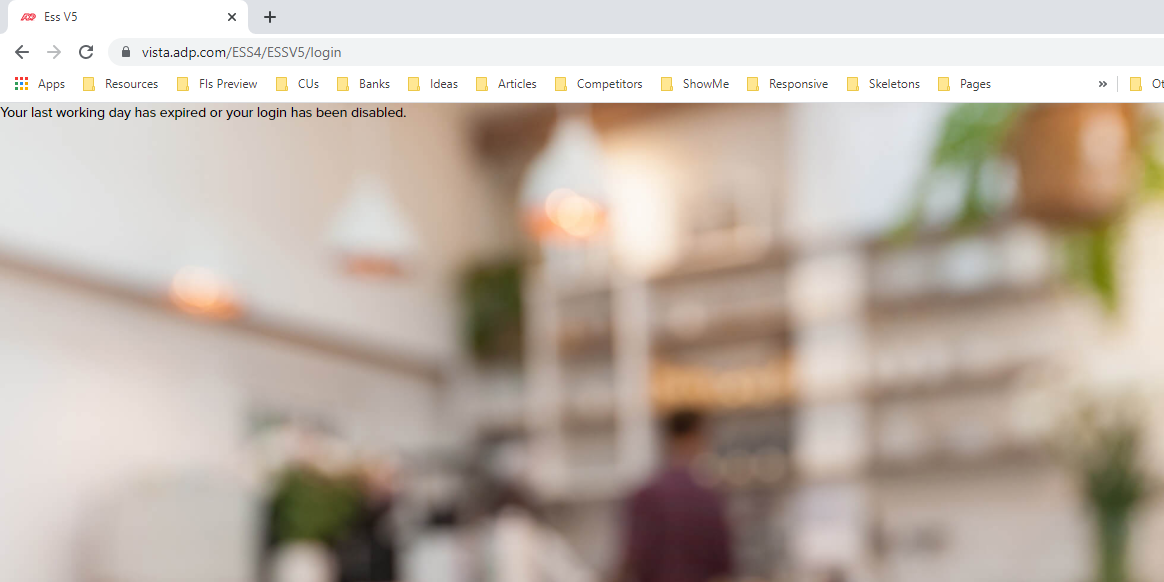 Ess V5
vista.adp.com/ESS4/ESSV5/login
Apps Resources FIs Preview CUs Banks Ideas Articles Competitors ShowMe Responsive Skeletons Pages » Ot
Your last working day has expired or your login has been disabled.